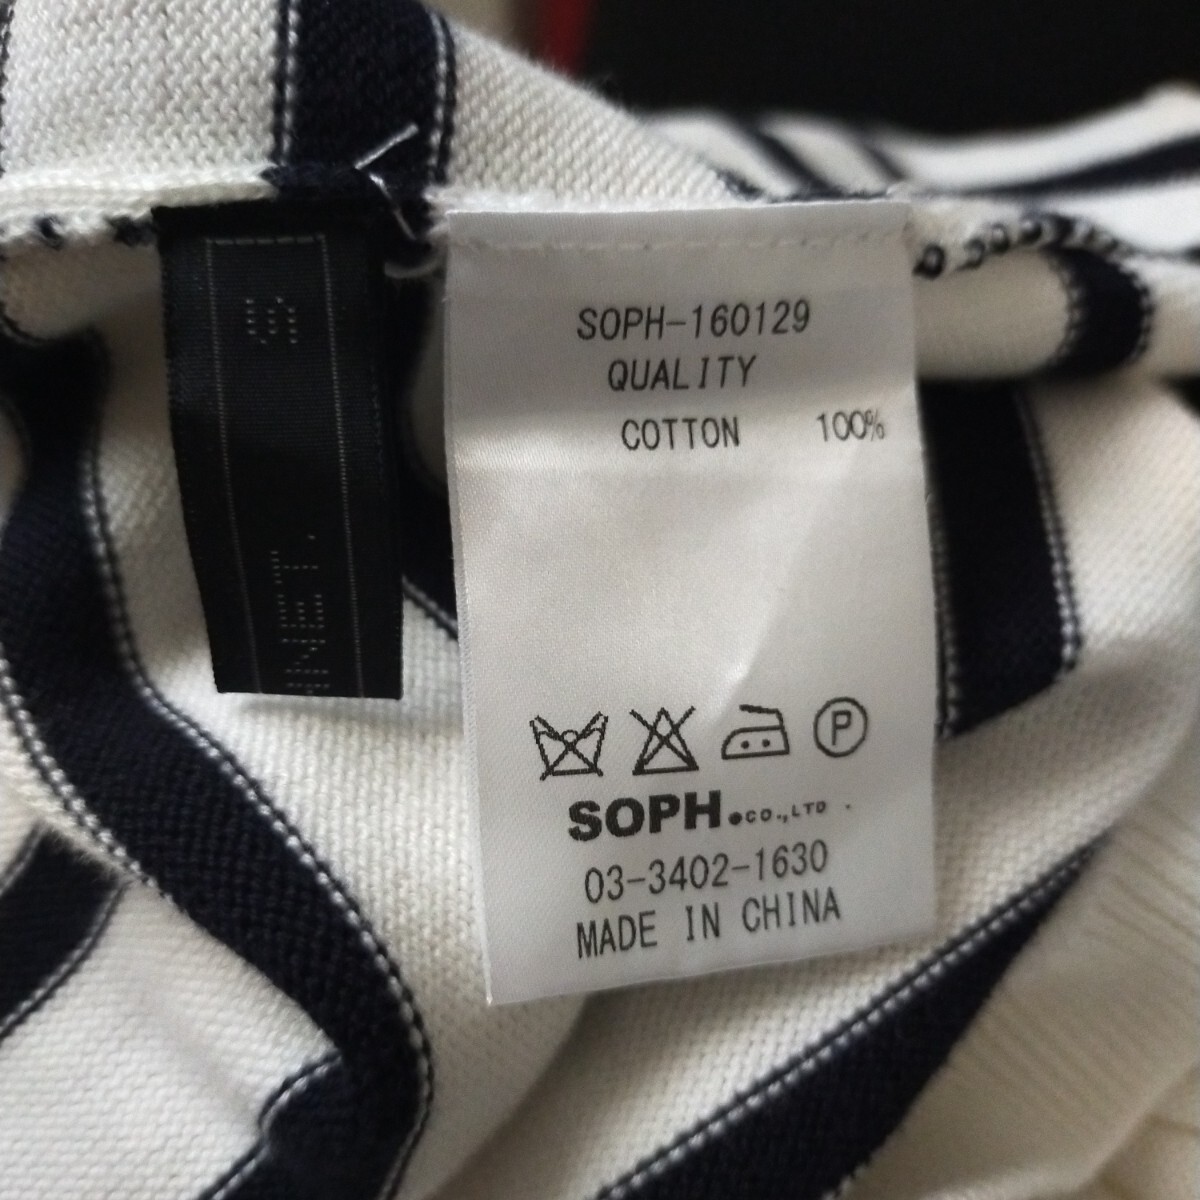 SOPH-160129
QUALITY
COTTON 100%
P
SOPH.CO.,LTD.
03-3402-1630
MADE IN CHINA